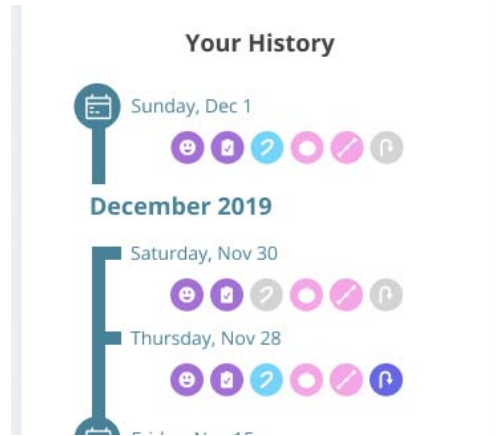 Your History
Sunday, Dec 1
December 2019
Saturday, Nov 30
Thursday, Nov 28